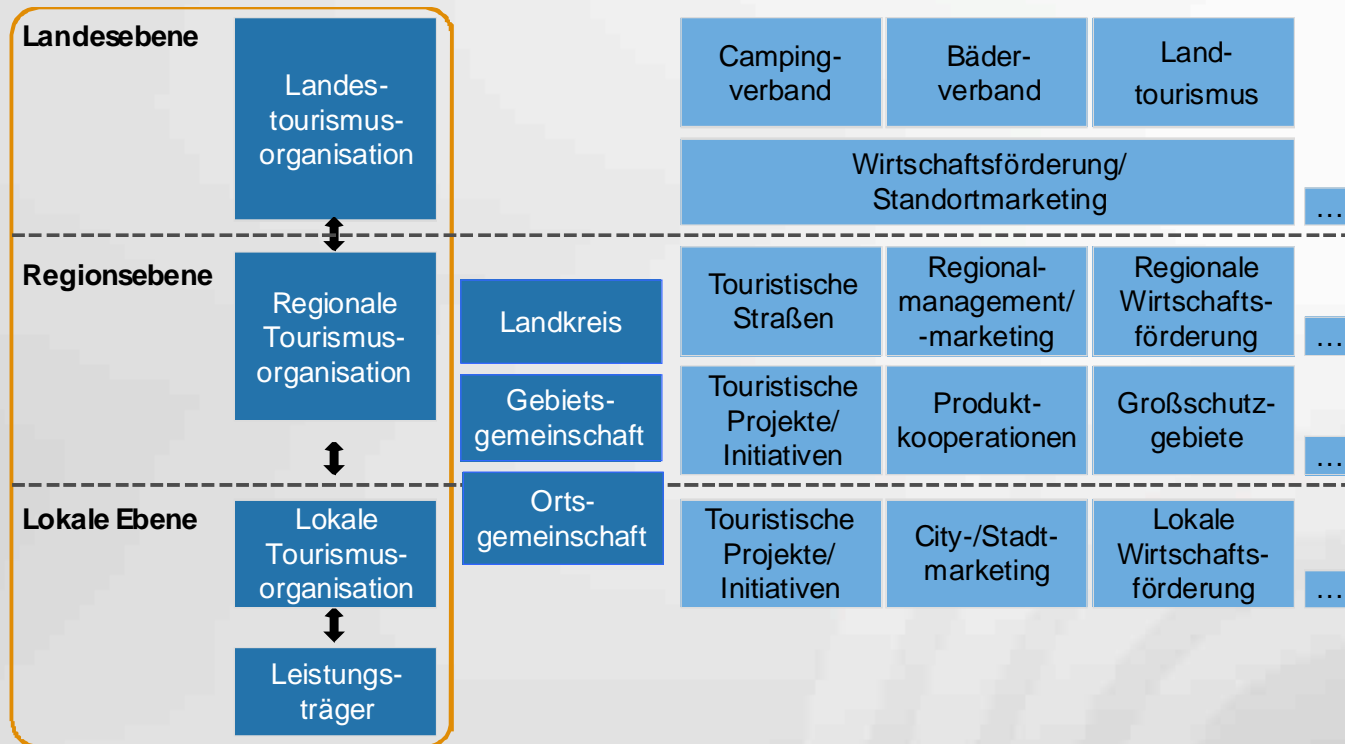 Landesebene
Landes-
tourismus-
organisation
Camping-
verband
Bäder-
verband
Land-
tourismus
Wirtschaftsförderung/
Standortmarketing
...
Regionsebene
Regionale
Tourismus-
organisation
Landkreis
Gebiets-
gemeinschaft
Touristische
Straßen
Regional-
management/
-marketing
Regionale
Wirtschafts-
förderung
...
Touristische
Projekte/
Initiativen
Produkt-
kooperationen
Großschutz-
gebiete
...
Orts-
gemeinschaft
Lokale Ebene
Lokale
Tourismus-
organisation
Touristische
Projekte/
Initiativen
City-/Stadt-
marketing
Lokale
Wirtschafts-
förderung
...
Leistungs-
träger